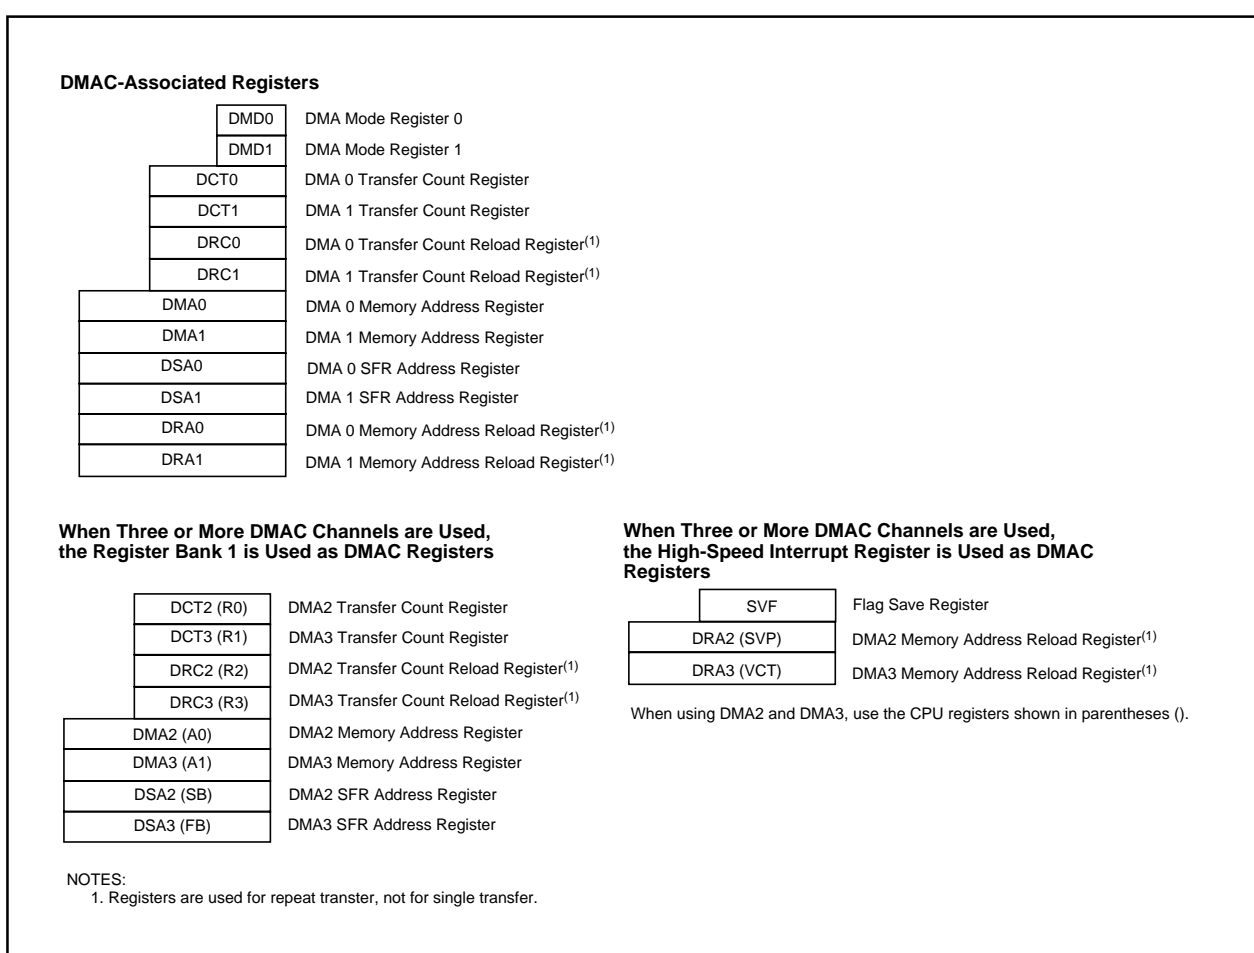 DMAC-Associated Registers
DMD0 DMA Mode Register 0
DMD1 DMA Mode Register 1
DCT0 DMA 0 Transfer Count Register
DCT1 DMA 1 Transfer Count Register
DRC0 DMA 0 Transfer Count Reload Register(1)
DRC1 DMA 1 Transfer Count Reload Register(1)
DMA0 DMA 0 Memory Address Register
DMA1 DMA 1 Memory Address Register
DSA0 DMA 0 SFR Address Register
DSA1 DMA 1 SFR Address Register
DRA0 DMA 0 Memory Address Reload Register(1)
DRA1 DMA 1 Memory Address Reload Register(1)
When Three or More DMAC Channels are Used,
the Register Bank 1 is Used as DMAC Registers
DCT2 (R0) DMA2 Transfer Count Register
DCT3 (R1) DMA3 Transfer Count Register
DRC2 (R2) DMA2 Transfer Count Reload Register(1)
DRC3 (R3) DMA3 Transfer Count Reload Register(1)
DMA2 (A0) DMA2 Memory Address Register
DMA3 (A1) DMA3 Memory Address Register
DSA2 (SB) DMA2 SFR Address Register
DSA3 (FB) DMA3 SFR Address Register
When Three or More DMAC Channels are Used,
the High-Speed Interrupt Register is Used as DMAC
Registers
SVF Flag Save Register
DRA2 (SVP) DMA2 Memory Address Reload Register(1)
DRA3 (VCT) DMA3 Memory Address Reload Register(1)
When using DMA2 and DMA3, use the CPU registers shown in parentheses ().
NOTES:
1. Registers are used for repeat transter, not for single transfer.